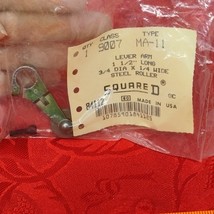 QTY CLASS TYPE
1 9007 MA-11
LEVER ARM
1 1/2" LONG
3/4 DIA X 1/4 WIDE
STEEL ROLLER
SQUARE D
MADE IN USA